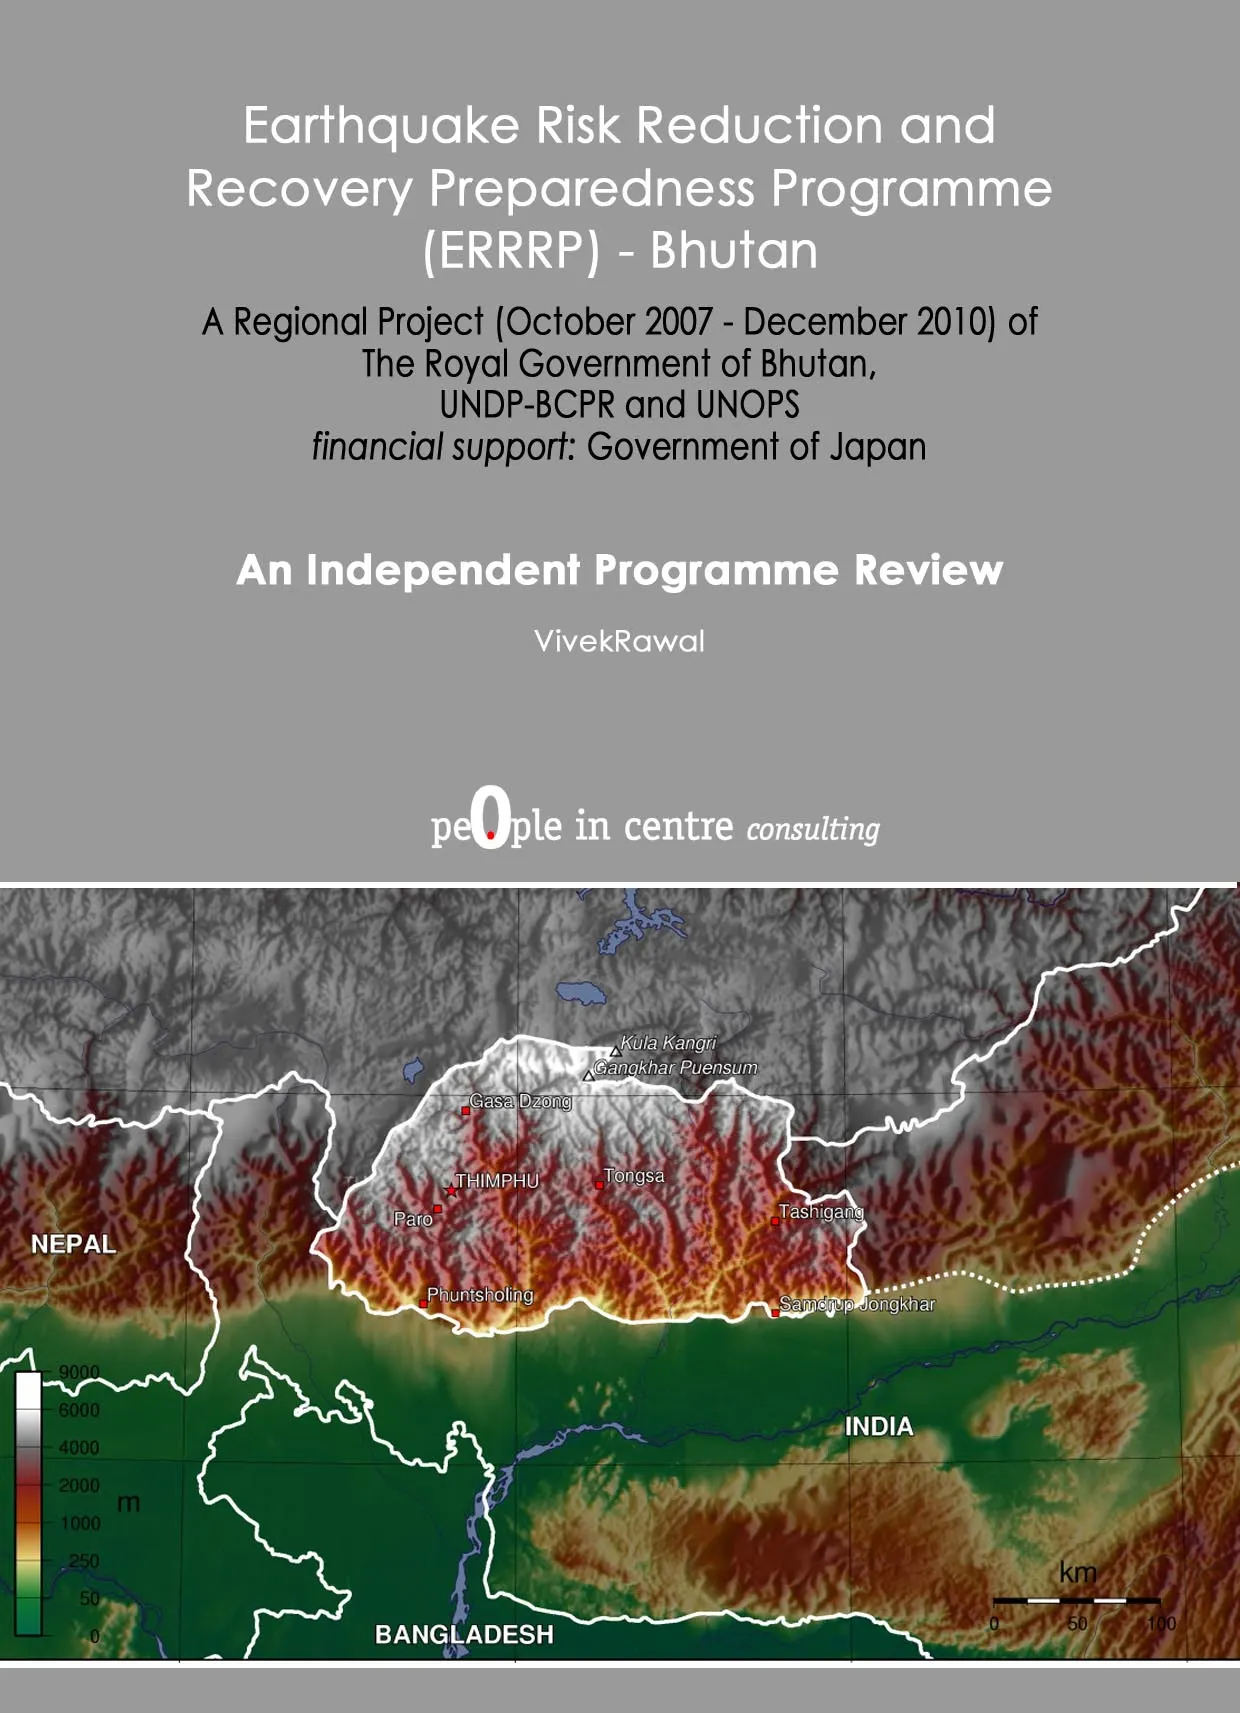 Earthquake Risk Reduction and
Recovery Preparedness Programme
(ERRRP) - Bhutan
A Regional Project (October 2007 - December 2010) of
The Royal Government of Bhutan,
UNDP-BCPR and UNOPS
financial support: Government of Japan
An Independent Programme Review
VivekRawal
peOple in centre consulting
Kula Kangri
Gangkhar Puensum
Gasa Dzong
THIMPHU
Tongsa
Paro
Tashigang
NEPAL
Phuntsholing
Samdrup Jongkhar
9000
6000
4000
2000
m
1000
250
50
0
INDIA
km
0 50 100
BANGLADESH